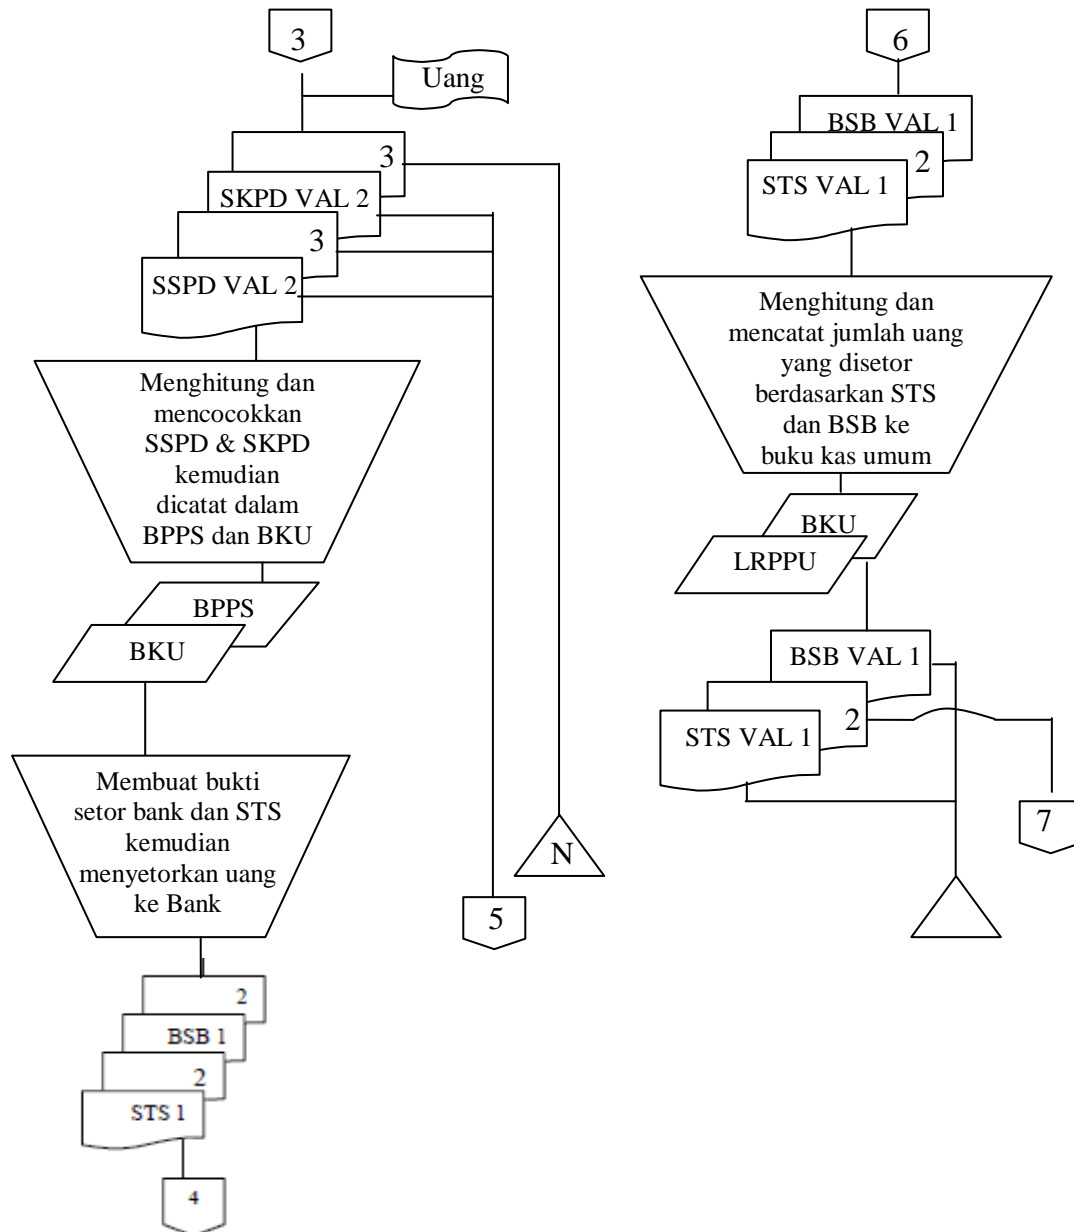 3
Uang
3
SKPD VAL 2
3
SSPD VAL 2
Menghitung dan
mencocokkan
SSPD & SKPD
kemudian
dicatat dalam
BPPS dan BKU
BPPS
BKU
Membuat bukti
setor bank dan STS
kemudian
menyetorkan uang
ke Bank
N
5
2
BSB 1
2
STS 1
4
6
BSB VAL 1
2
STS VAL 1
Menghitung dan
mencatat jumlah uang
yang disetor
berdasarkan STS
dan BSB ke
buku kas umum
BKU
LRPPU
BSB VAL 1
2
STS VAL 1
7